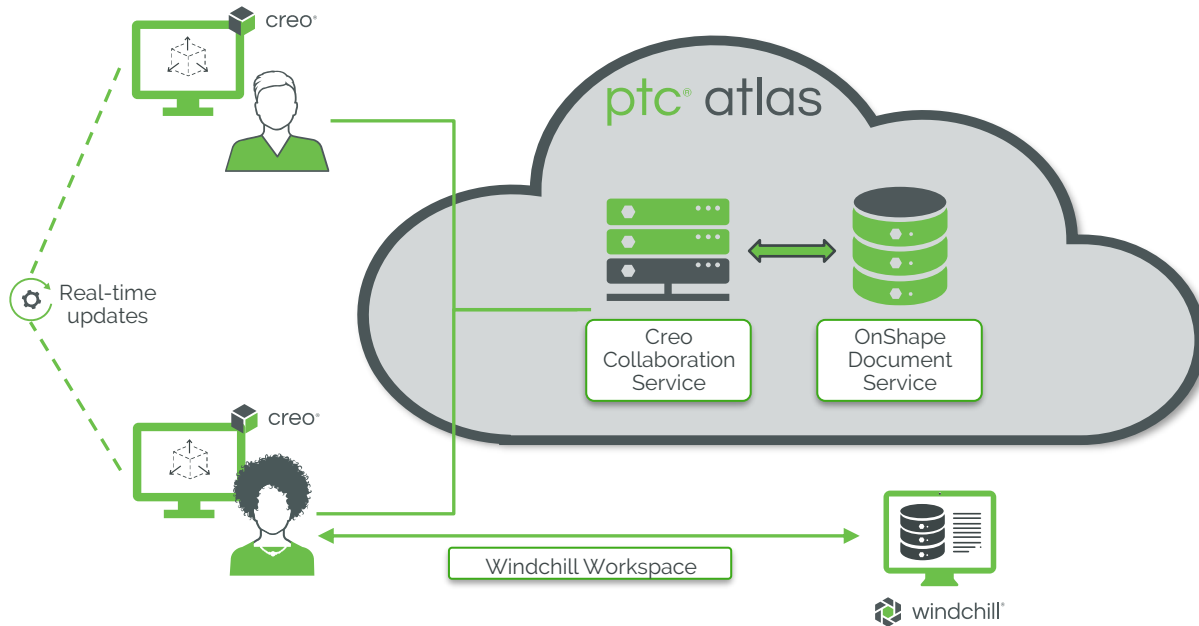 creo®
ptc® atlas
Real-time
updates
Creo
Collaboration
Service
OnShape
Document
Service
creo®
Windchill Workspace
windchill®